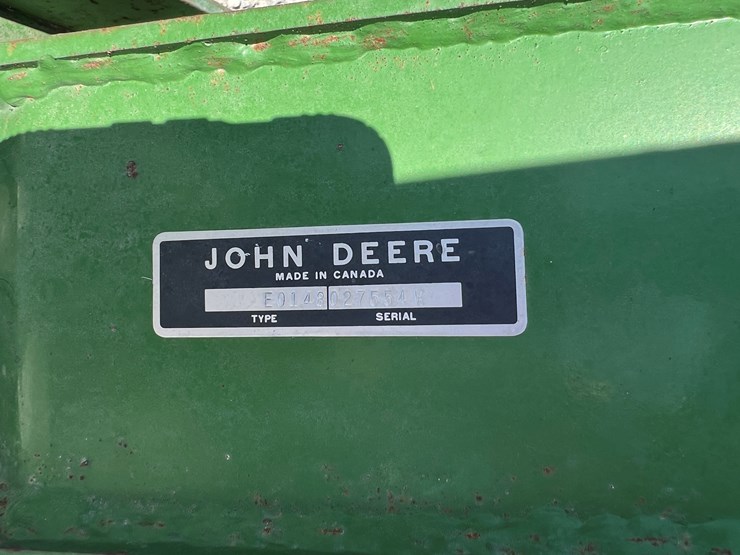 JOHN DEERE
MADE IN CANADA
TYPE SERIAL